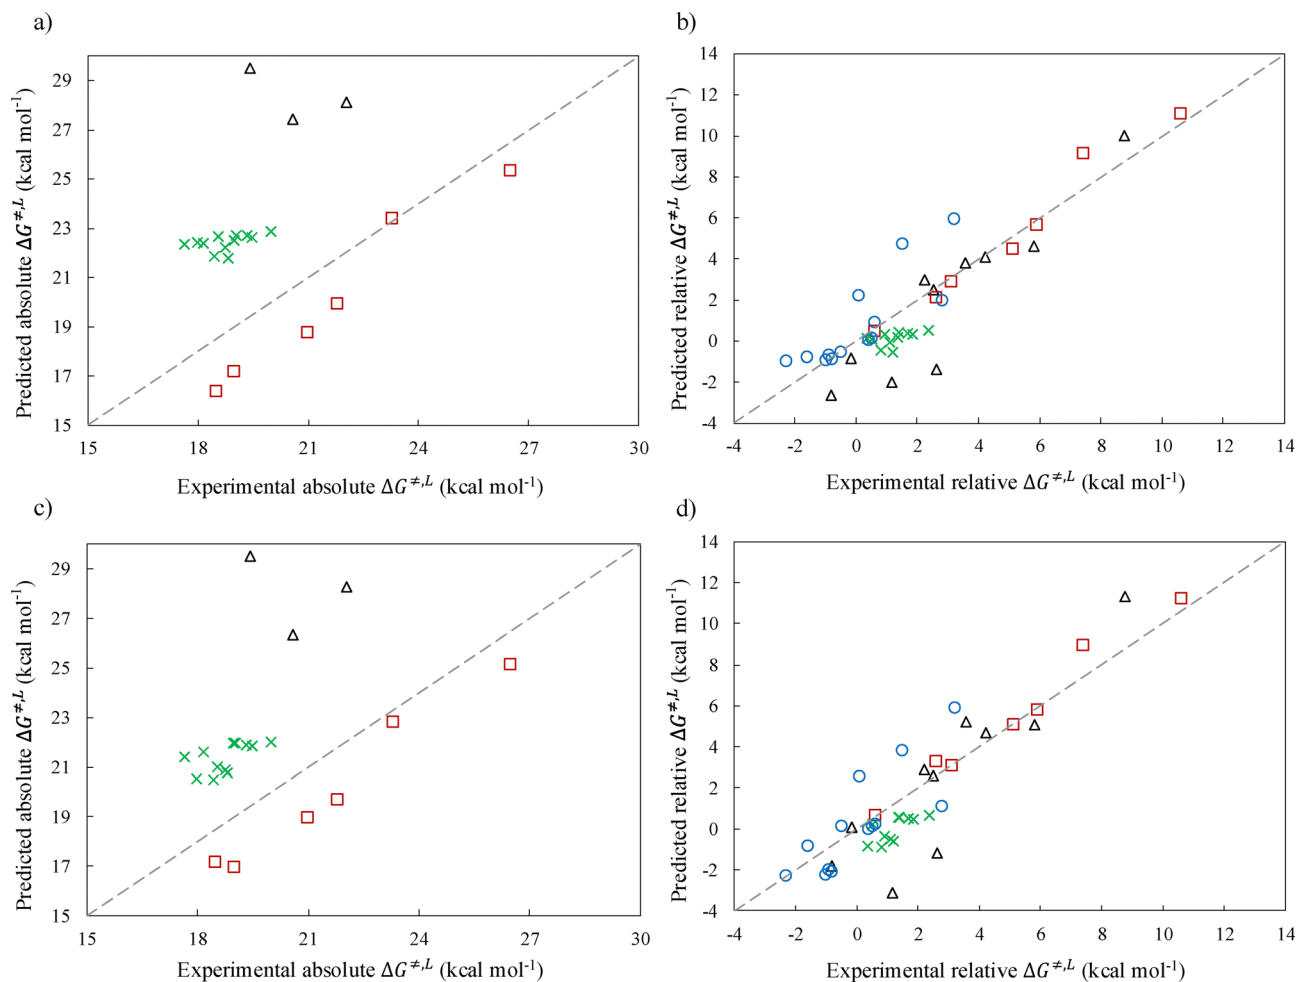 a)
29
27
25
23
21
19
17
15
15 18 21 24 27 30
Predicted absolute ΔG≠,L (kcal mol-1)
Experimental absolute ΔG≠,L (kcal mol-1)
b)
14
12
10
8
6
4
2
0
-2
-4
-4 -2 0 2 4 6 8 10 12 14
Predicted relative ΔG≠,L (kcal mol-1)
Experimental relative ΔG≠,L (kcal mol-1)
c)
29
27
25
23
21
19
17
15
15 18 21 24 27 30
Predicted absolute ΔG≠,L (kcal mol-1)
Experimental absolute ΔG≠,L (kcal mol-1)
d)
14
12
10
8
6
4
2
0
-2
-4
-4 -2 0 2 4 6 8 10 12 14
Predicted relative ΔG≠,L (kcal mol-1)
Experimental relative ΔG≠,L (kcal mol-1)